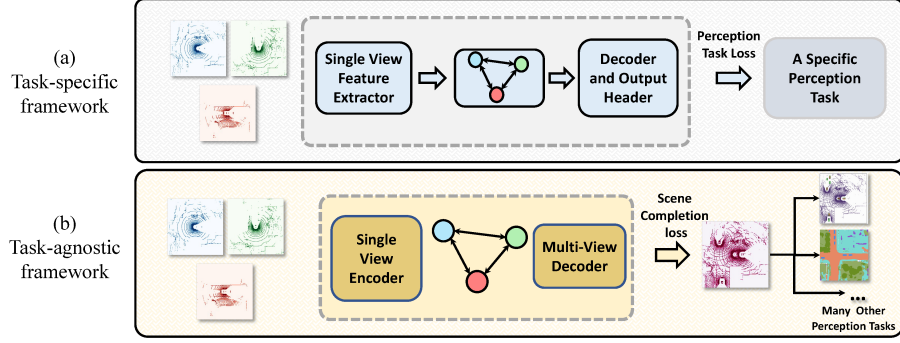 (a)
Task-specific
framework
Single View
Feature
Extractor
Decoder
and Output
Header
Perception
Task Loss
A Specific
Perception
Task
(b)
Task-agnostic
framework
Single
View
Encoder
Multi-View
Decoder
Scene
Completion
loss
...
Many Other
Perception Tasks